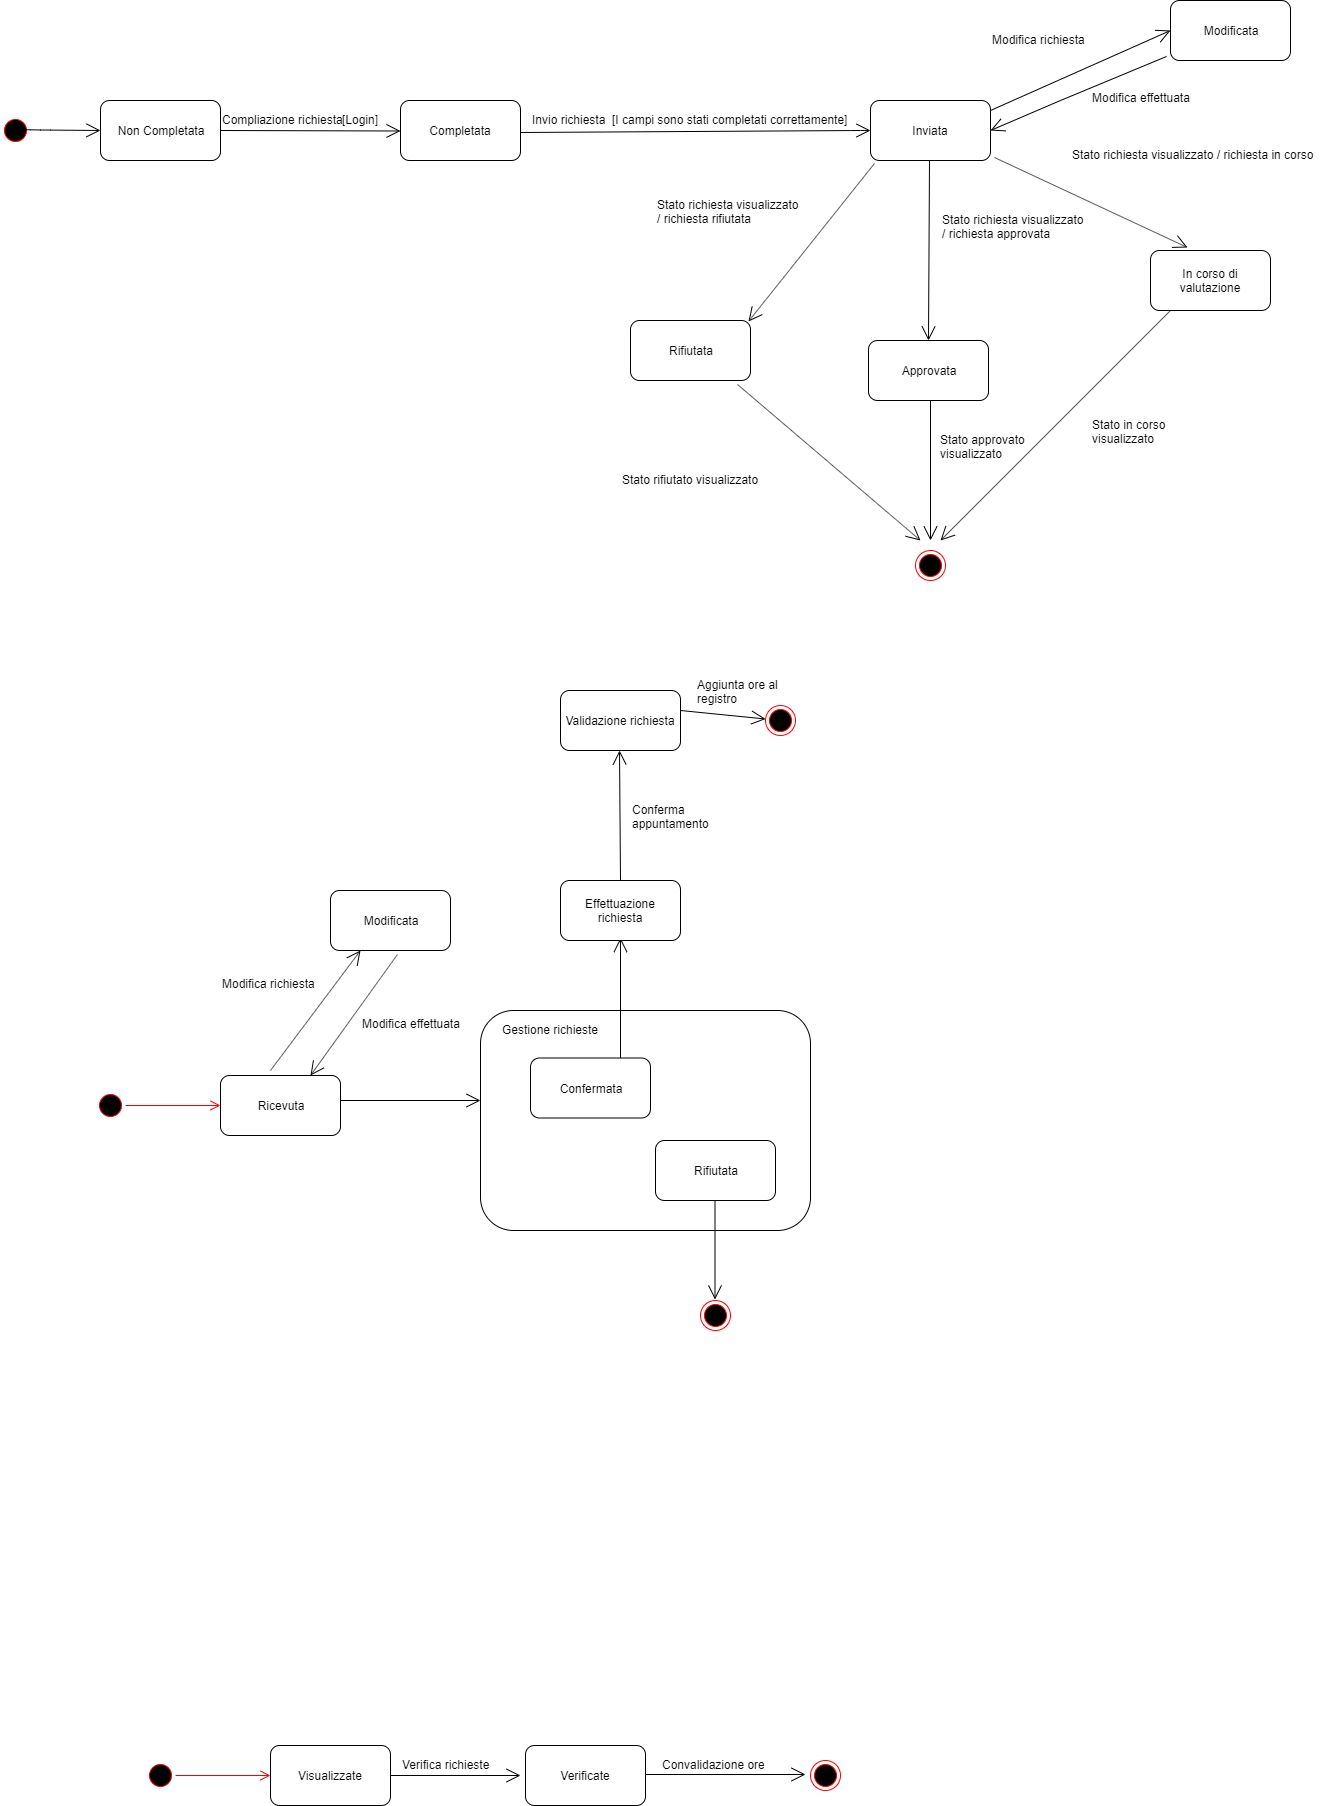 Modificata
Modifica richiesta
Modifica effettuata
Non Completata
Compliazione richiesta[Login]
Completata
Invio richiesta  [I campi sono stati completati correttamente]
Inviata
Stato richiesta visualizzato / richiesta in corso
Stato richiesta visualizzato
/ richiesta rifiutata
Stato richiesta visualizzato
/ richiesta approvata
In corso di
valutazione
Rifiutata
Approvata
Stato approvato
visualizzato
Stato in corso
visualizzato
Stato rifiutato visualizzato
Aggiunta ore al
registro
Validazione richiesta
Conferma
appuntamento
Effettuazione
richiesta
Modificata
Modifica richiesta
Modifica effettuata
Gestione richieste
Confermata
Ricevuta
Rifiutata
Visualizzate
Verifica richieste
Verificate
Convalidazione ore